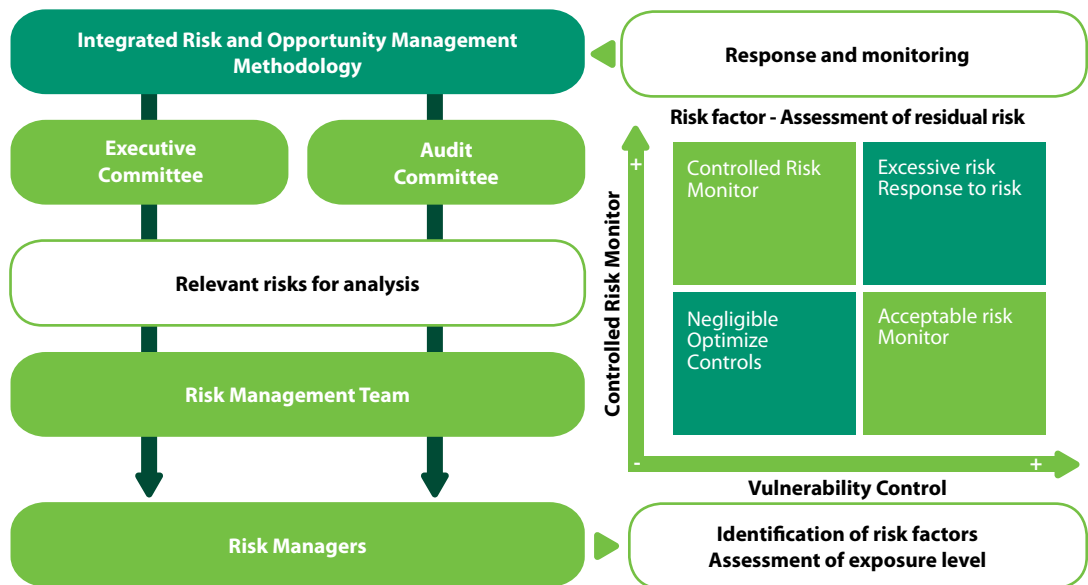 Integrated Risk and Opportunity Management
Methodology
Executive
Committee
Audit
Committee
Relevant risks for analysis
Risk Management Team
Risk Managers
Response and monitoring
Risk factor - Assessment of residual risk
Controlled Risk Monitor
+
Controlled Risk
Monitor
Excessive risk
Response to risk
Negligible
Optimize
Controls
Acceptable risk
Monitor
-
+
Vulnerability Control
Identification of risk factors
Assessment of exposure level